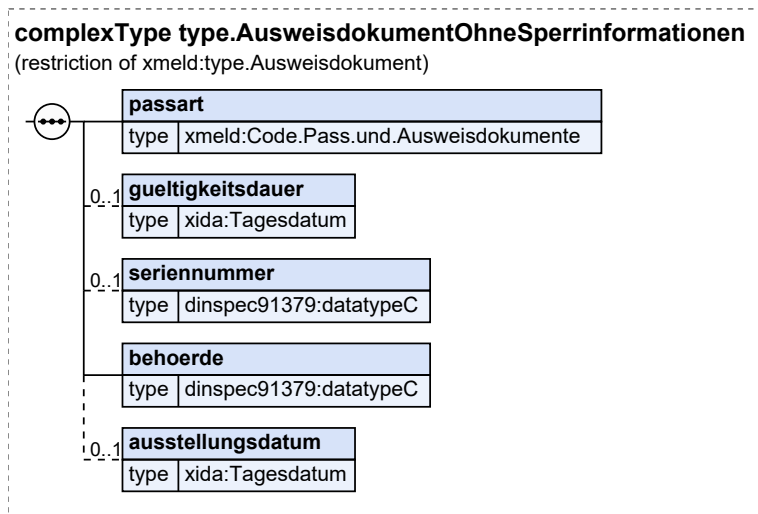 complexType type.AusweisdokumentOhneSperrinformationen
(restriction of xmeld:type.Ausweisdokument)
passart
type xmeld:Code.Pass.und.Ausweisdokumente
0..1 gueltigkeitsdauer
type xida:Tagesdatum
0..1 seriennummer
type dinspec91379:datatypeC
behoerde
type dinspec91379:datatypeC
0..1 ausstellungsdatum
type xida:Tagesdatum